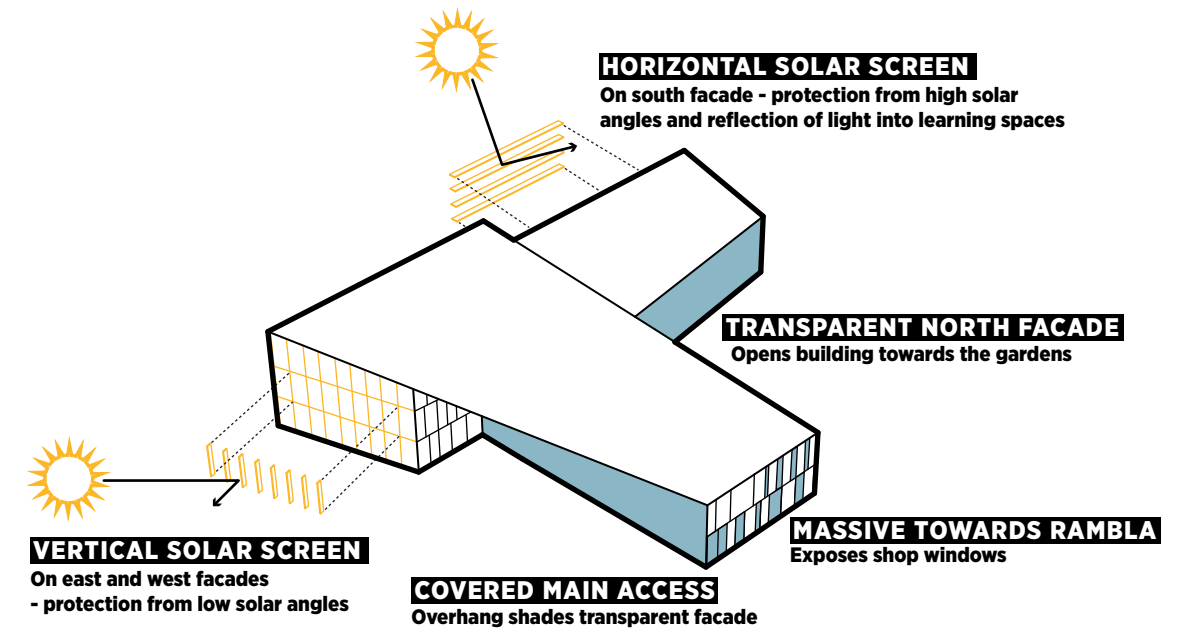 HORIZONTAL SOLAR SCREEN
On south facade - protection from high solar
angles and reflection of light into learning spaces
TRANSPARENT NORTH FACADE
Opens building towards the gardens
MASSIVE TOWARDS RAMBLA
Exposes shop windows
VERTICAL SOLAR SCREEN
On east and west facades
- protection from low solar angles
COVERED MAIN ACCESS
Overhang shades transparent facade